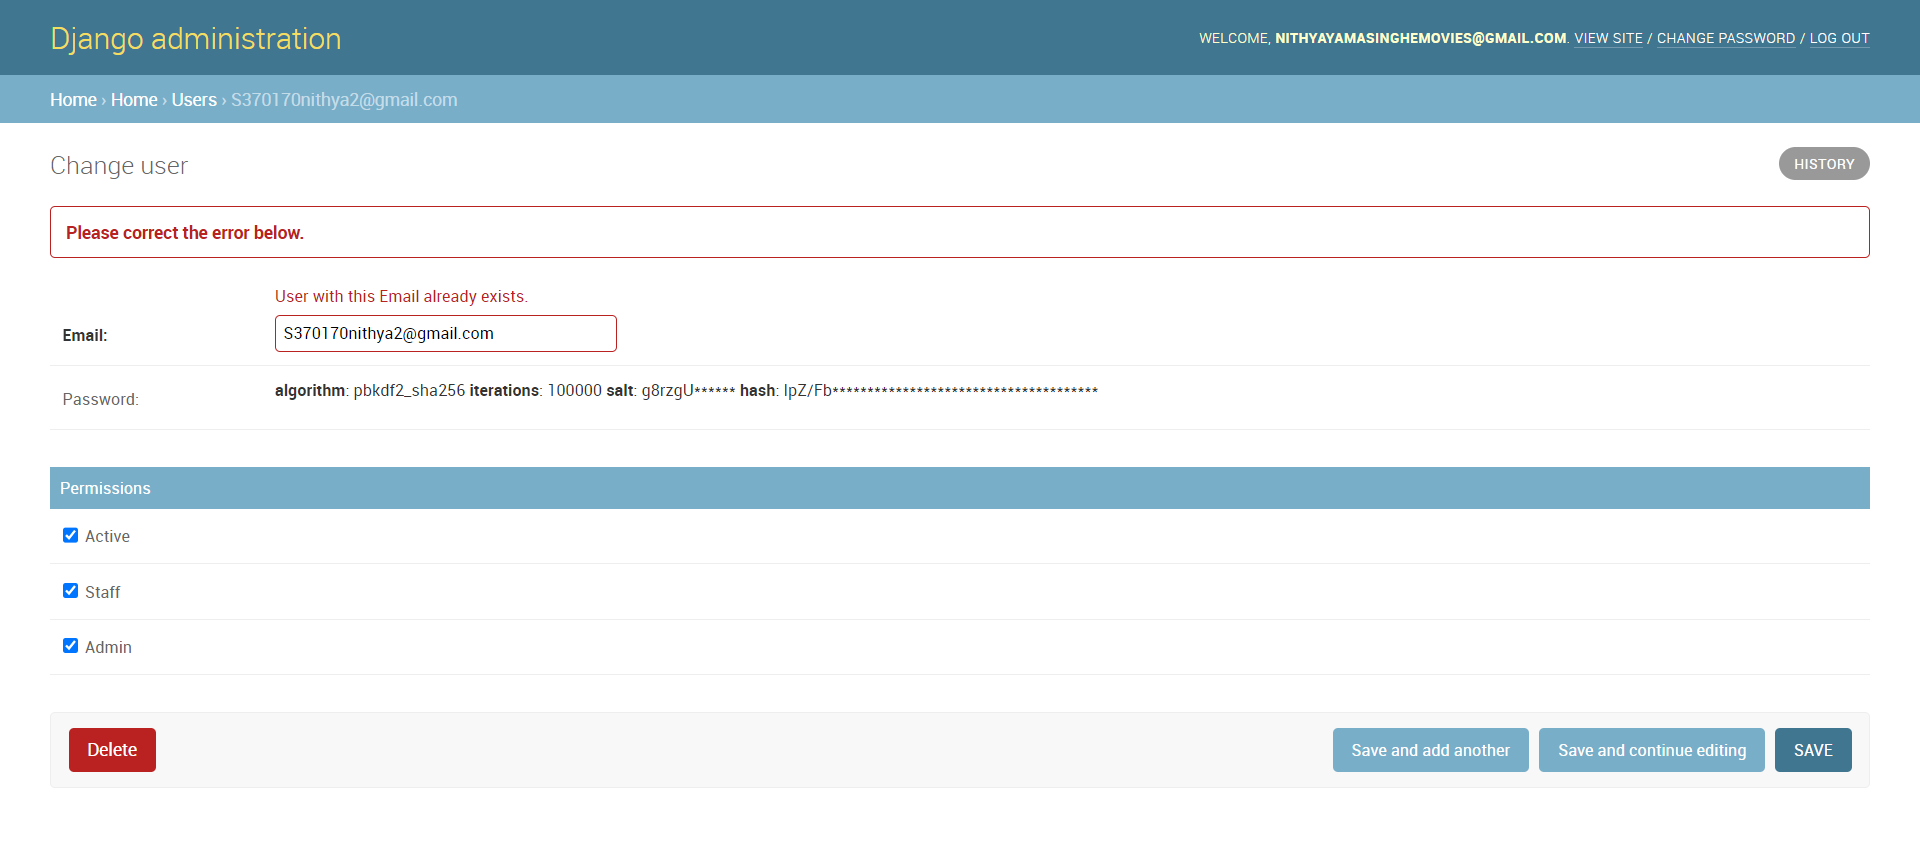 Django administration
WELCOME, NITHYAYAMASINGHEMOVIES@GMAIL.COM. VIEW SITE / CHANGE PASSWORD / LOG OUT
Home › Home › Users › S370170nithya2@gmail.com
Change user
HISTORY
Please correct the error below.
User with this Email already exists.
Email: S370170nithya2@gmail.com
Password: algorithm: pbkdf2_sha256 iterations: 100000 salt: g8rzgU****** hash: lpZ/Fb**************************************
Permissions
Active
Staff
Admin
Delete Save and add another Save and continue editing SAVE